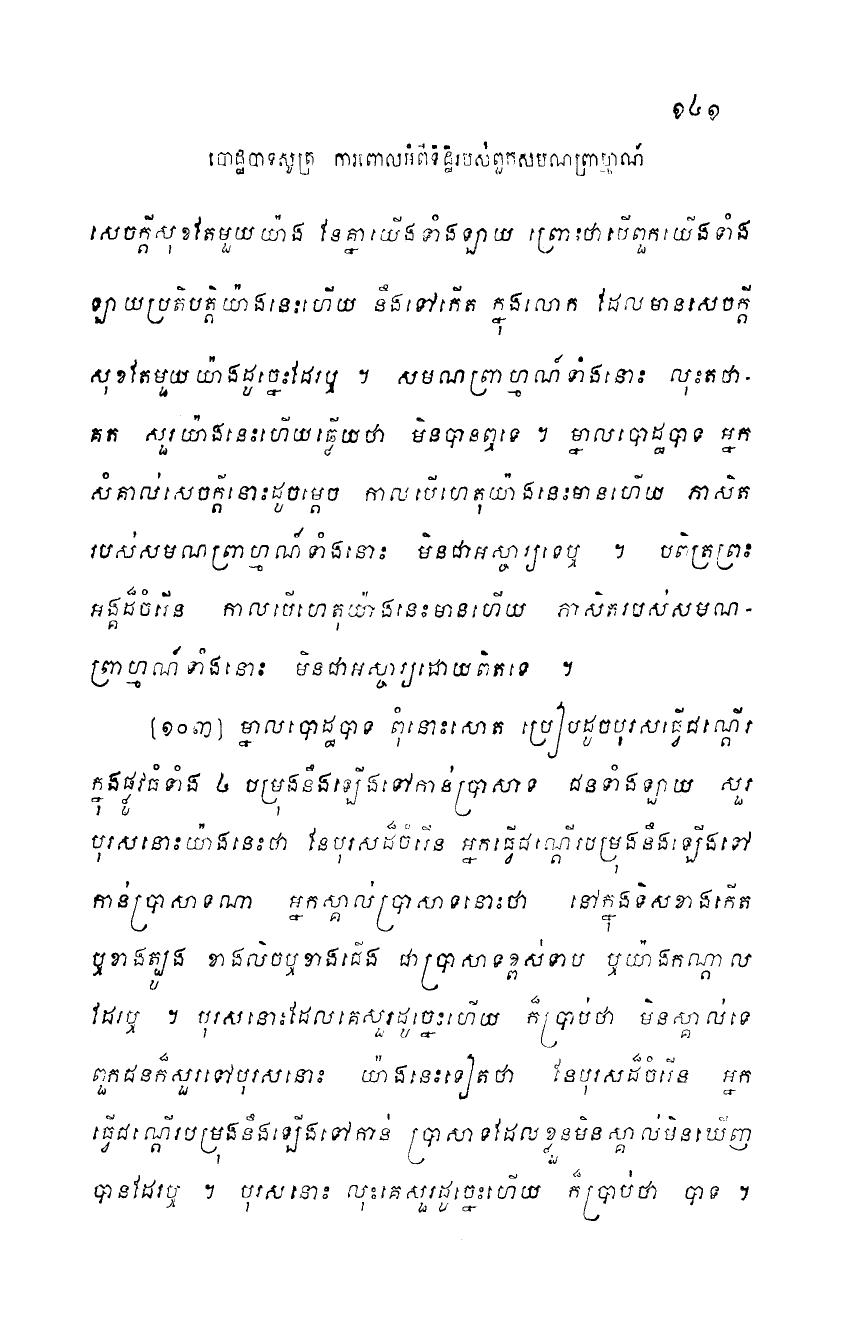 ១៤១
បោដ្ឋបាទសូត្រ ការពោលអំពីទិដ្ឋិរបស់ពួកសមណព្រាហ្មណ៍
សេចក្តីសុខតែមួយយ៉ាង នែគ្នាយើងទាំងឡាយ ព្រោះថាបើពួកយើងទាំង
ឡាយប្រតិបត្តិយ៉ាងនេះហើយ នឹងទៅកើត ក្នុងលោក ដែលមានសេចក្តី
សុខតែមួយយ៉ាងដូច្នេះដែរឬ ។ សមណព្រាហ្មណ៍ទាំងនោះ លុះតថា-
គត សួរយ៉ាងនេះហើយឆ្លើយថា មិនបានឮទេ ។ ម្នាលបោដ្ឋបាទ អ្នក
សំគាល់សេចក្តីនោះដូចម្តេច កាលបើហេតុយ៉ាងនេះមានហើយ ភាសិត
របស់សមណព្រាហ្មណ៍ទាំងនោះ មិនជាអស្ចារ្យទេឬ ។ បពិត្រព្រះ
អង្គដ៏ចំរើន កាលបើហេតុយ៉ាងនេះមានហើយ ភាសិតរបស់សមណ-
ព្រាហ្មណ៍ទាំងនោះ មិនជាអស្ចារ្យដោយពិតទេ ។
[១០៣] ម្នាលបោដ្ឋបាទ ពុំនោះសោត ប្រៀបដូចបុរសធ្វើជណ្តើរ
ក្នុងផ្លូវធំទាំង ៤ បម្រុងនឹងឡើងទៅកាន់ប្រាសាទ ជនទាំងឡាយ សួរ
បុរសនោះយ៉ាងនេះថា នែបុរសដ៏ចំរើន អ្នកធ្វើជណ្តើរបម្រុងនឹងឡើងទៅ
កាន់ប្រាសាទណា អ្នកស្គាល់ប្រាសាទនោះថា នៅក្នុងទិសខាងកើត
ឬខាងត្បូង ខាងលិចឬខាងជើង ជាប្រាសាទខ្ពស់ទាប ឬយ៉ាងកណ្តាល
ដែរឬ ។ បុរសនោះដែលគេសួរដូច្នេះហើយ ក៏ប្រាប់ថា មិនស្គាល់ទេ
ពួកជនក៏សួរទៅបុរសនោះ យ៉ាងនេះទៀតថា នែបុរសដ៏ចំរើន អ្នក
ធ្វើជណ្តើរបម្រុងនឹងឡើងទៅកាន់ ប្រាសាទដែលខ្លួនមិនស្គាល់មិនឃើញ
បានដែរឬ ។ បុរសនោះ លុះគេសួរដូច្នេះហើយ ក៏ប្រាប់ថា បាទ ។